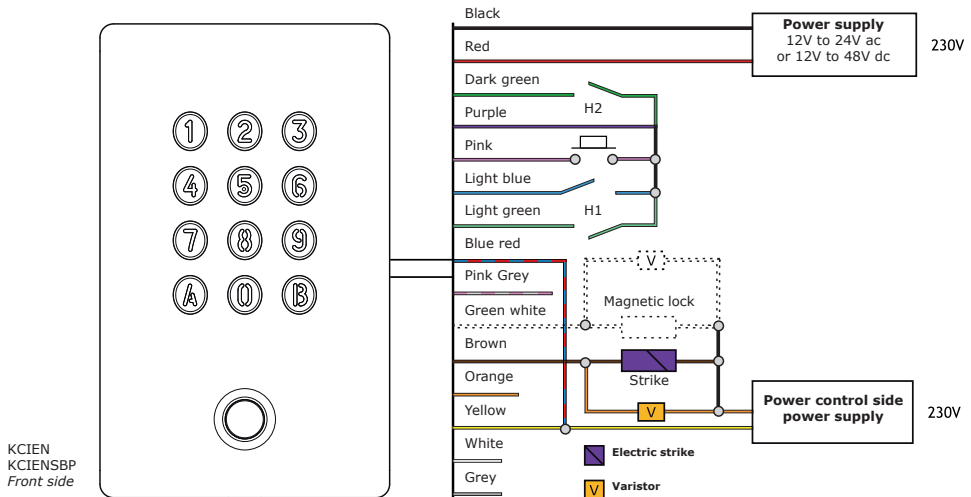 Black
Power supply
12V to 24V ac
or 12V to 48V dc
230V
Red
Dark green
H2
Purple
Pink
Light blue
Light green
H1
Blue red
V
Pink Grey
Magnetic lock
Green white
Brown
Strike
Orange
V
Yellow
Power control side
power supply
230V
White
Electric strike
Grey
V
Varistor
1 2 3
4 5 6
7 8 9
A 0 B
KCIEN
KCIENSBP
Front side